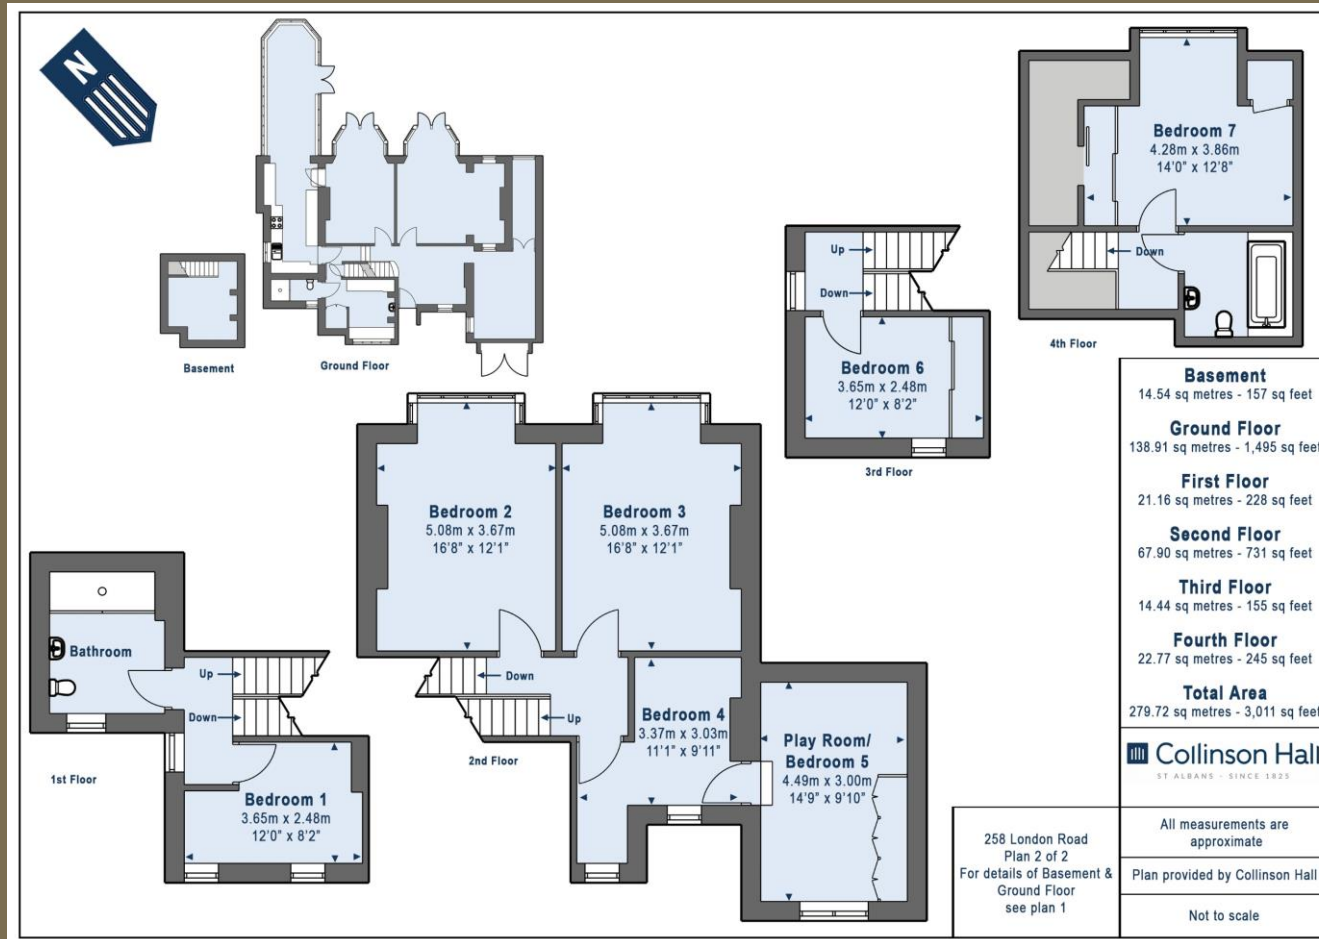 N
Basement
Ground Floor
Bedroom 7
4.28m x 3.86m
14'0" x 12'8"
Down
4th Floor
Up
Down
Bedroom 6
3.65m x 2.48m
12'0" x 8'2"
3rd Floor
Bathroom
Up
Down
Bedroom 1
3.65m x 2.48m
12'0" x 8'2"
1st Floor
Bedroom 2
5.08m x 3.67m
16'8" x 12'1"
Bedroom 3
5.08m x 3.67m
16'8" x 12'1"
Down
Up
Bedroom 4
3.37m x 3.03m
11'1" x 9'11"
Play Room/
Bedroom 5
4.49m x 3.00m
14'9" x 9'10"
2nd Floor
Basement
14.54 sq metres - 157 sq feet
Ground Floor
138.91 sq metres - 1,495 sq feet
First Floor
21.16 sq metres - 228 sq feet
Second Floor
67.90 sq metres - 731 sq feet
Third Floor
14.44 sq metres - 155 sq feet
Fourth Floor
22.77 sq metres - 245 sq feet
Total Area
279.72 sq metres - 3,011 sq feet
Collinson Hall
ST ALBANS - SINCE 1825
258 London Road
Plan 2 of 2
For details of Basement &
Ground Floor
see plan 1
All measurements are
approximate
Plan provided by Collinson Hall
Not to scale